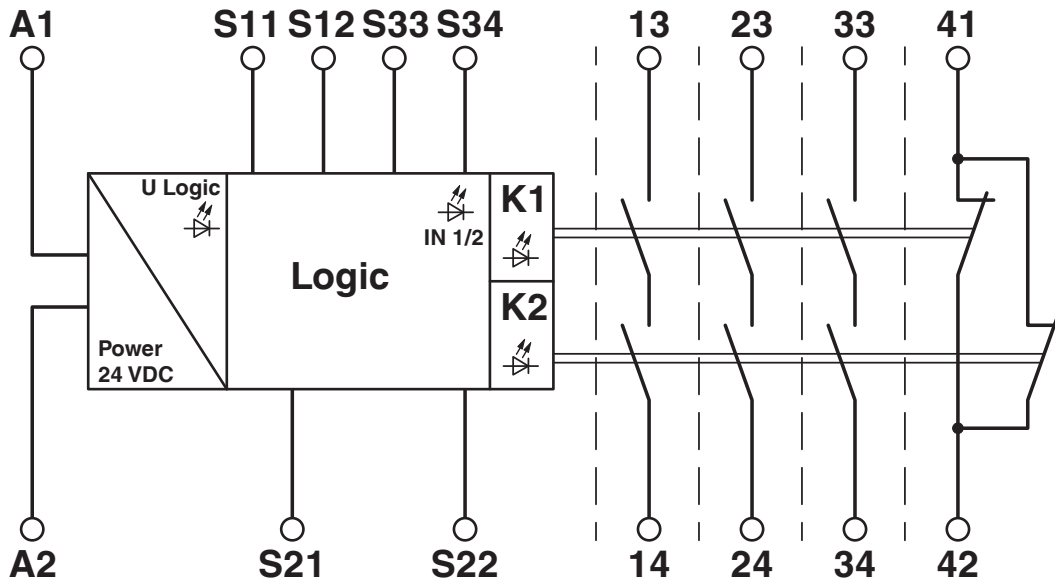 A1 S11 S12 S33 S34 13 23 33 41
U Logic
K1
IN 1/2
Logic
K2
Power
24 VDC
A2 S21 S22 14 24 34 42